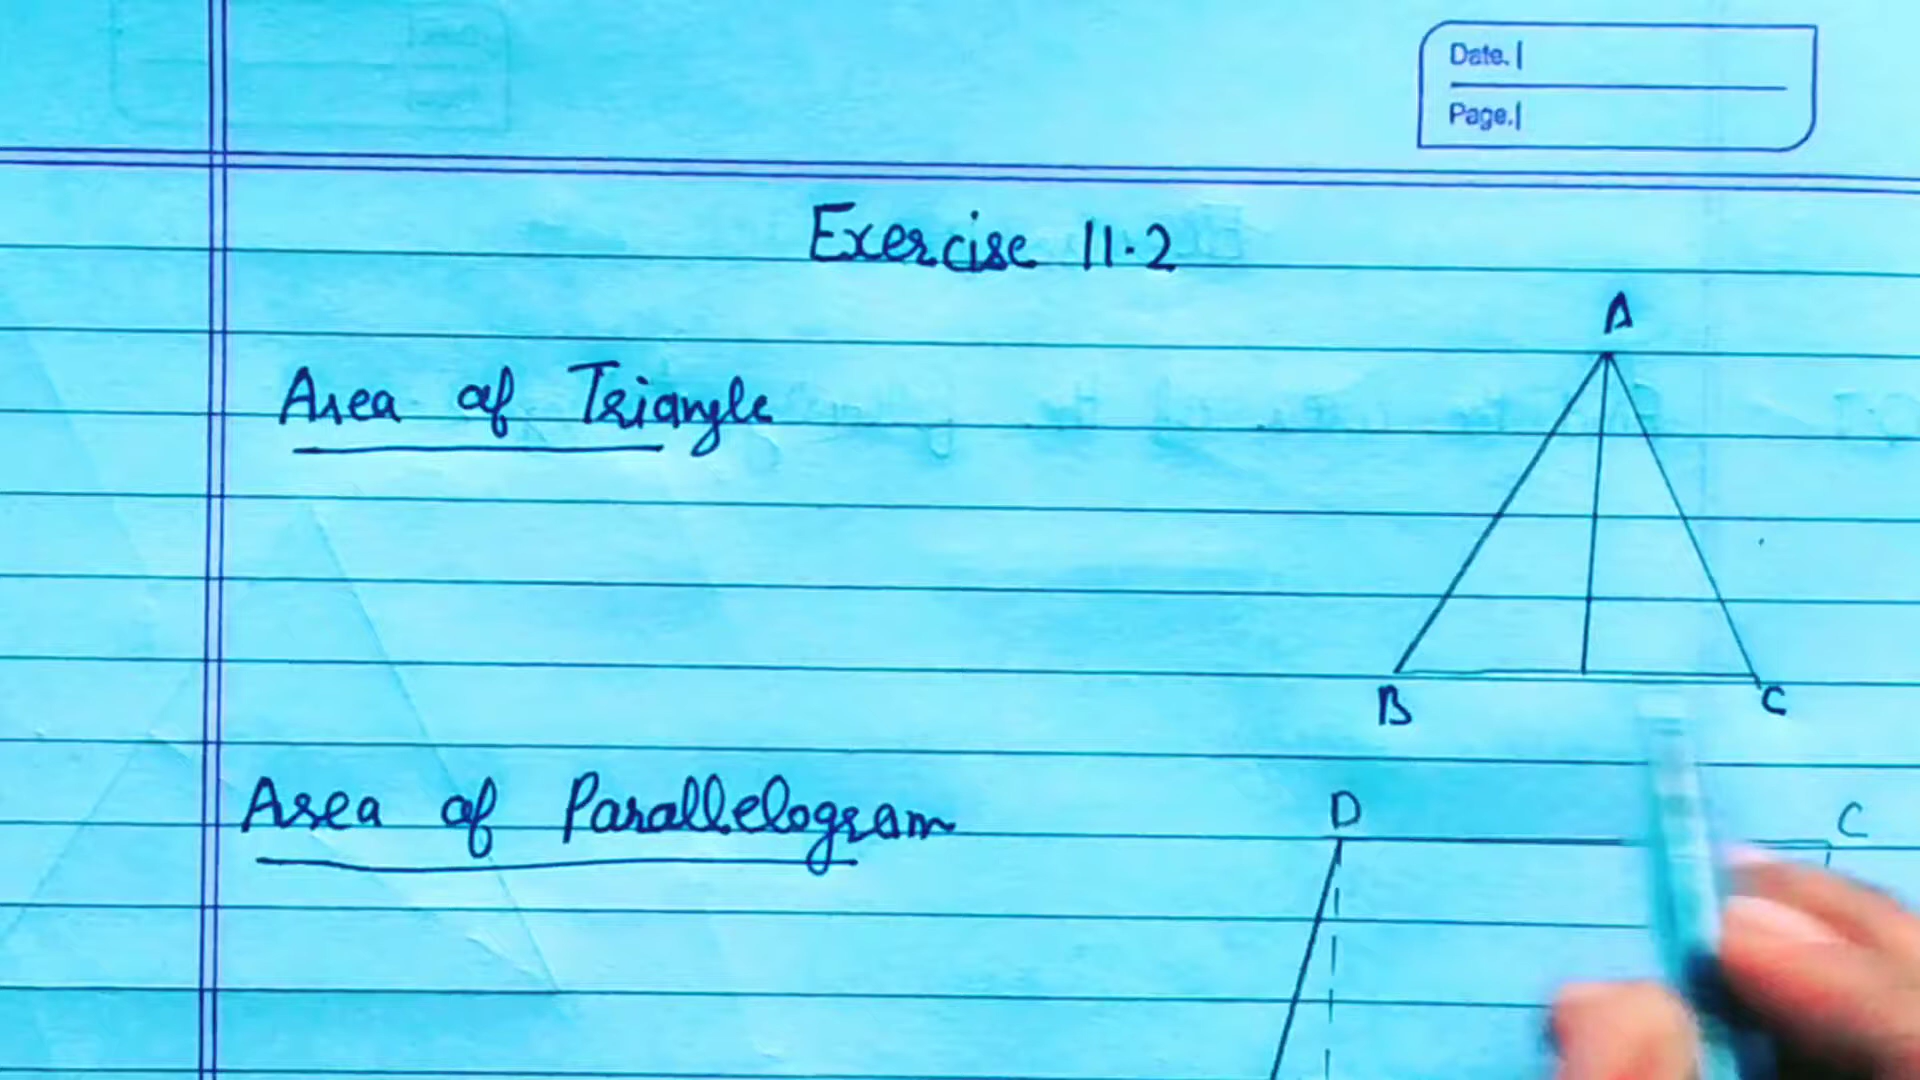 Date.
Page.
Exercise 11.2
A
Area of Triangle
B
C
Area of Parallelogram
D
C